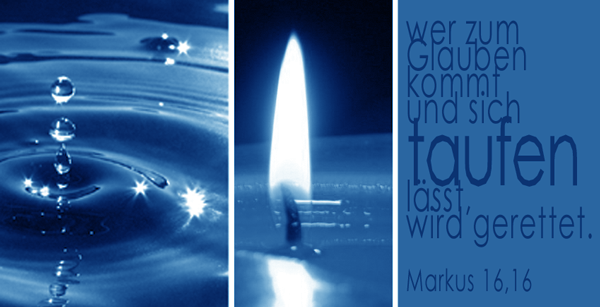 wer zum
Glauben
kommt
und sich
taufen
lässt,
wird gerettet.
Markus 16,16